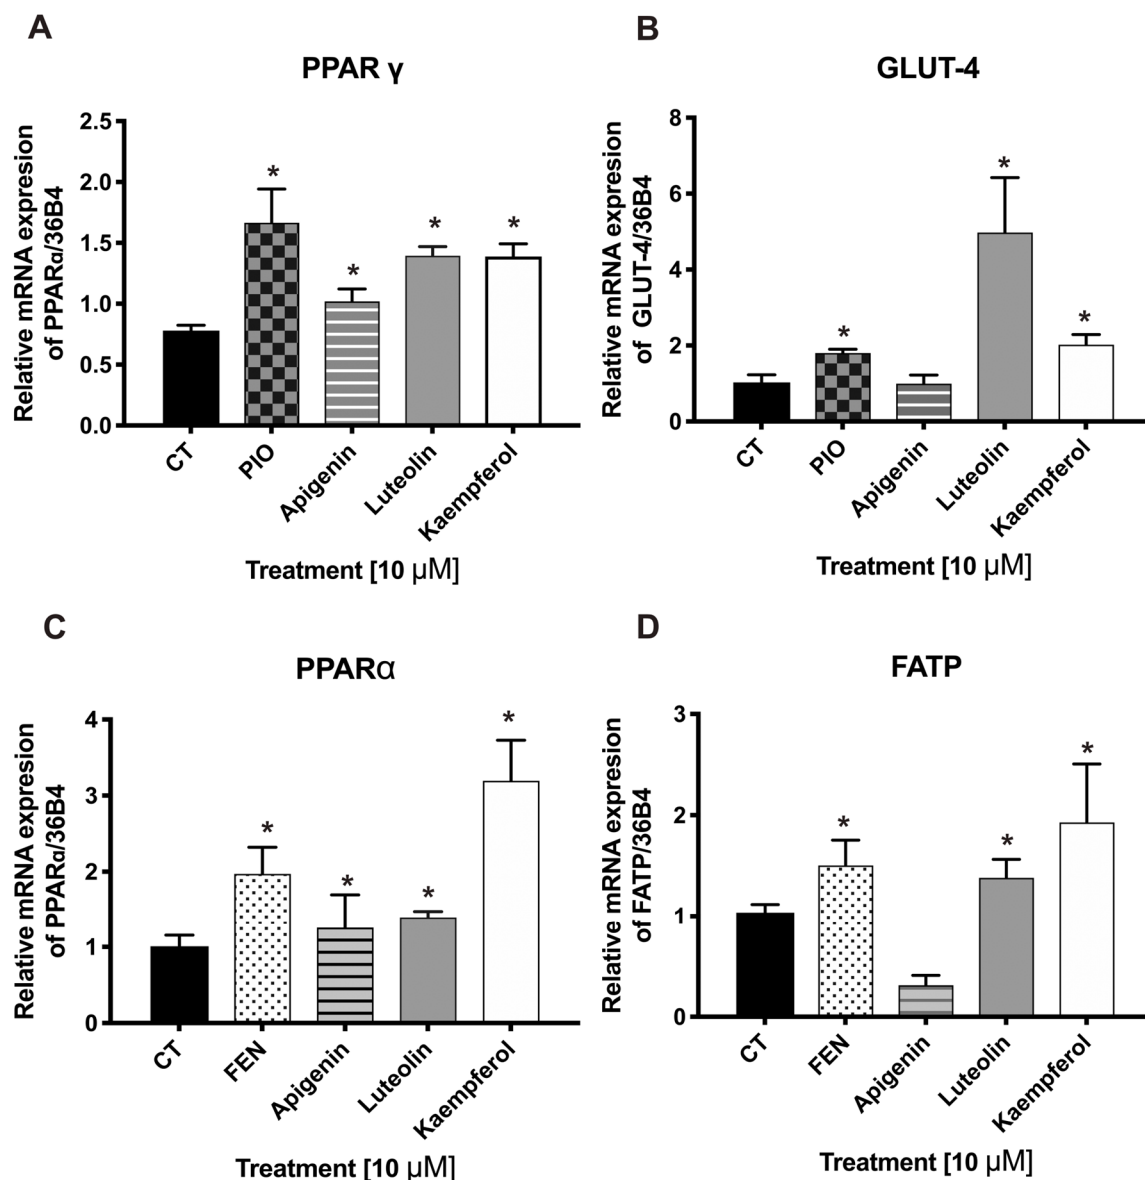 A
PPAR γ
Relative mRNA expresion
of PPARα/36B4
2.5
2.0
1.5
1.0
0.5
0.0
*
*
*
*
CT
PIO
Apigenin
Luteolin
Kaempferol
Treatment [10 μM]
B
GLUT-4
Relative mRNA expresion
of GLUT-4/36B4
8
6
4
2
0
*
*
*
CT
PIO
Apigenin
Luteolin
Kaempferol
Treatment [10 μM]
C
PPARα
Relative mRNA expresion
of PPARα/36B4
4
3
2
1
0
*
*
*
*
CT
FEN
Apigenin
Luteolin
Kaempferol
Treatment [10 μM]
D
FATP
Relative mRNA expresion
of FATP/36B4
3
2
1
0
*
*
*
CT
FEN
Apigenin
Luteolin
Kaempferol
Treatment [10 μM]